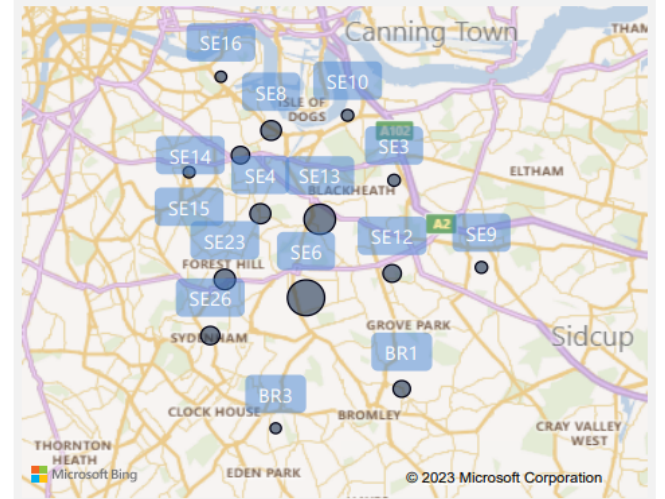 Canning Town
THAM
SE16
SE8
SE10
ISLE OF
DOGS
A102
SE3
SE14
SE4
SE13
ELTHAM
BLACKHEATH
SE15
SE23
SE12
A2
SE9
SE6
FOREST HILL
SE26
SYDENHAM
GROVE PARK
Sidcup
BR1
BR3
CLOCK HOUSE
BROMLEY
CRAY VALLEY
WEST
THORNTON
HEATH
Microsoft Bing
EDEN PARK
© 2023 Microsoft Corporation